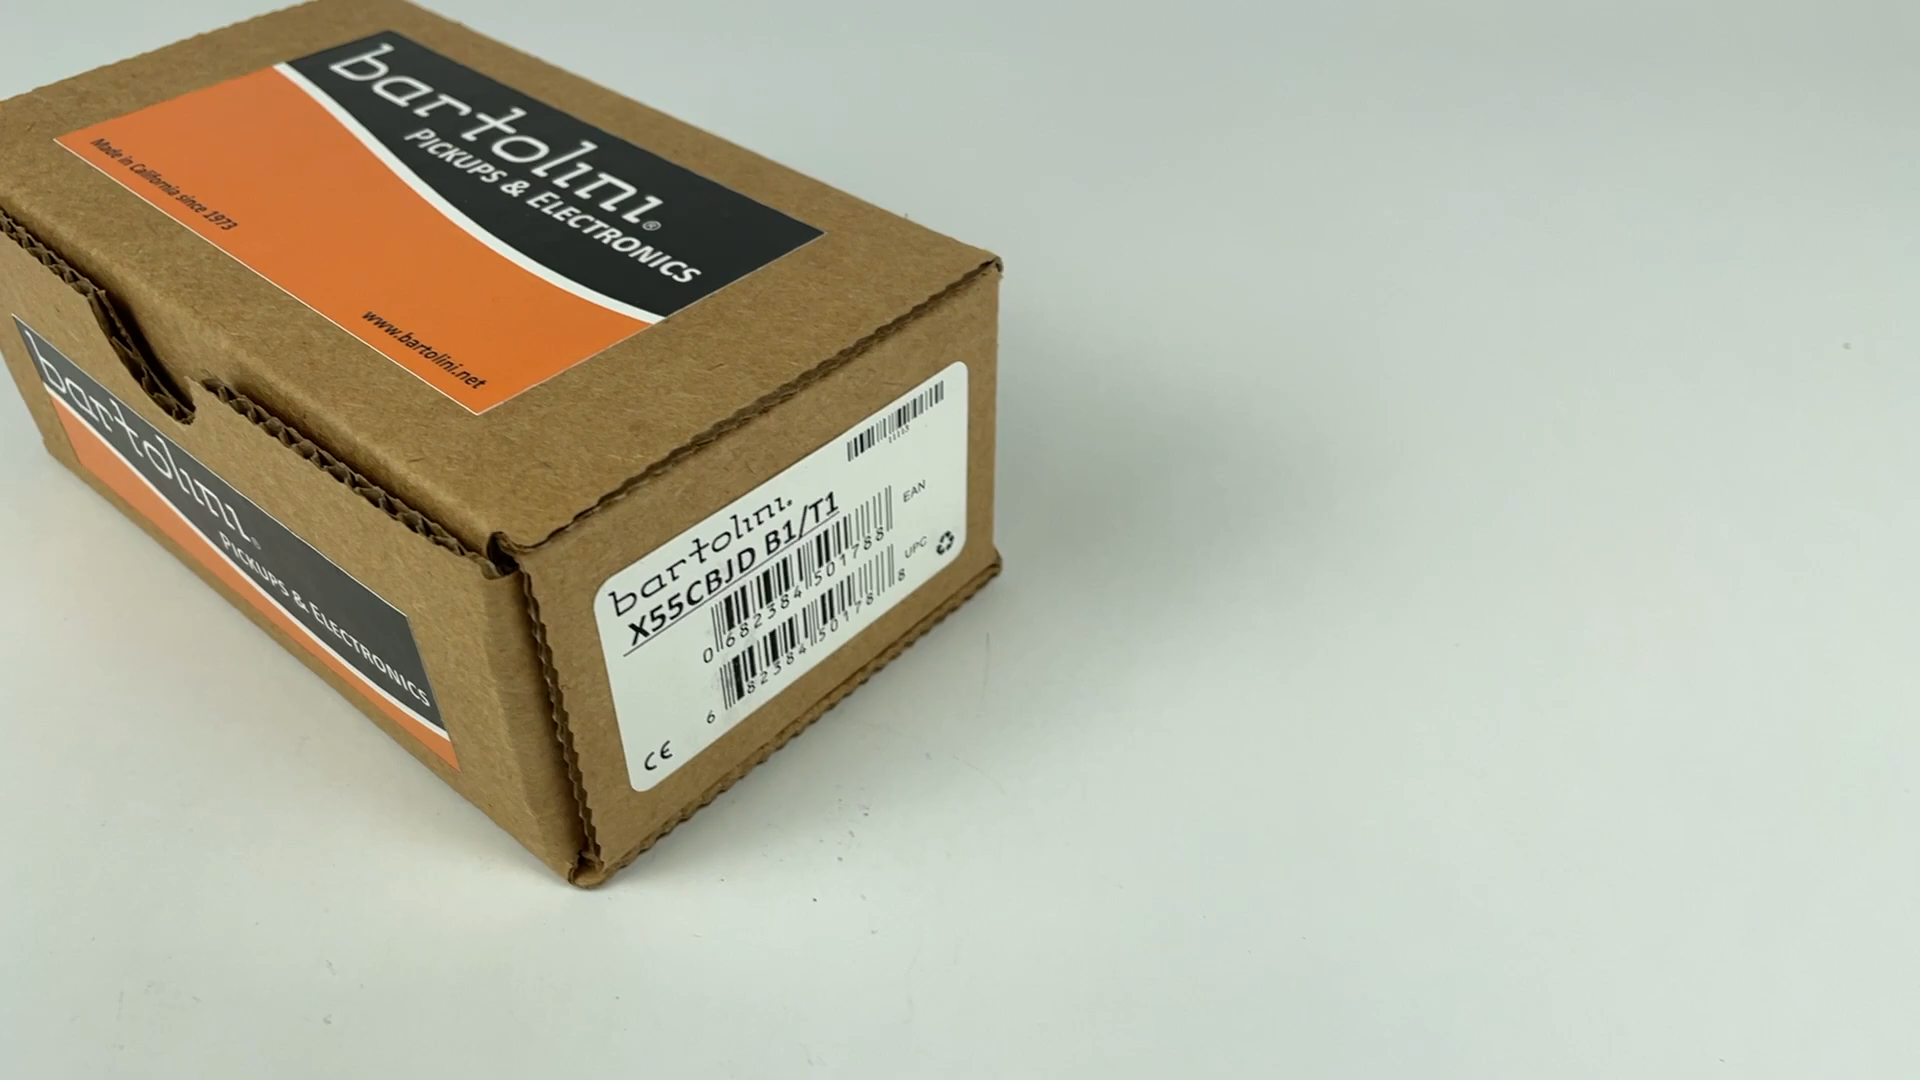 bartolini®
PICKUPS & ELECTRONICS
Made in California since 1973
www.bartolini.net
bartolini®
PICKUPS & ELECTRONICS
bartolini.
X55CBJD B1/T1
EAN
0 682384 501788
UPC
6 82384 50178 8
CE